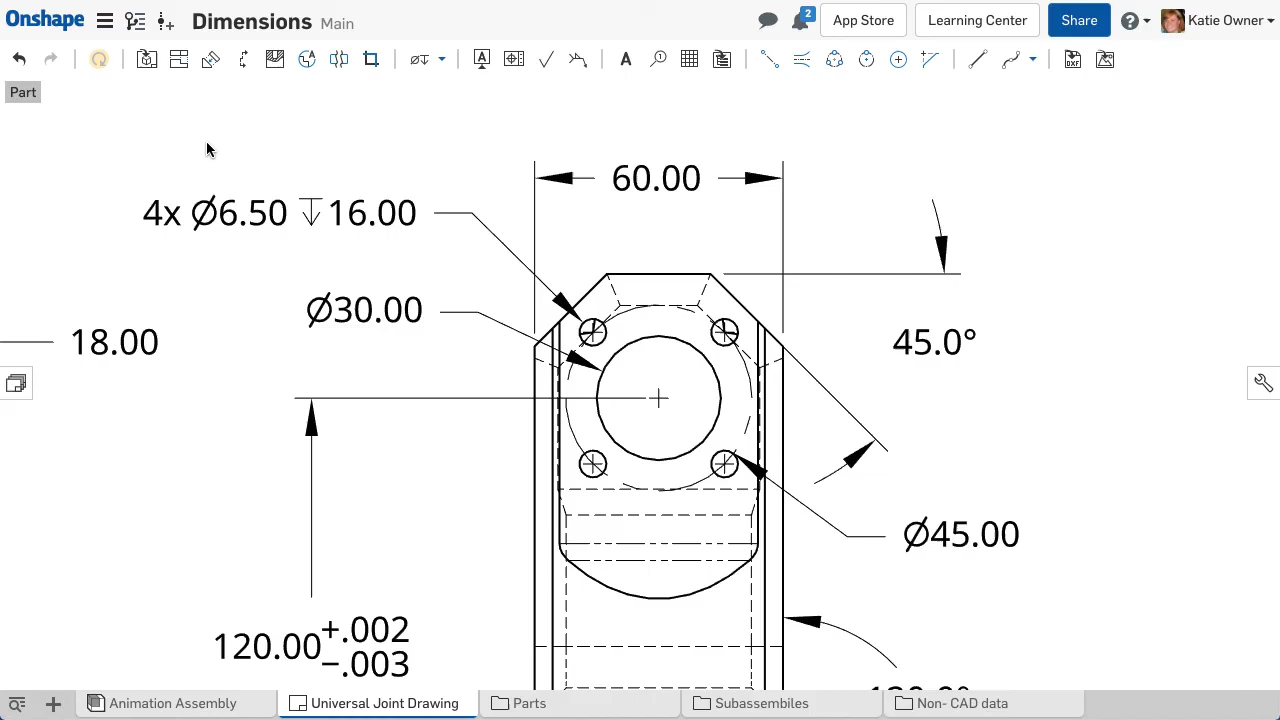 Onshape
Dimensions Main
2
App Store
Learning Center
Share
Katie Owner
Part
60.00
4x Ø6.50 ↧16.00
Ø30.00
18.00
45.0°
Ø45.00
120.00 +.002
−.003
Animation Assembly
Universal Joint Drawing
Parts
Subassembiles
Non- CAD data